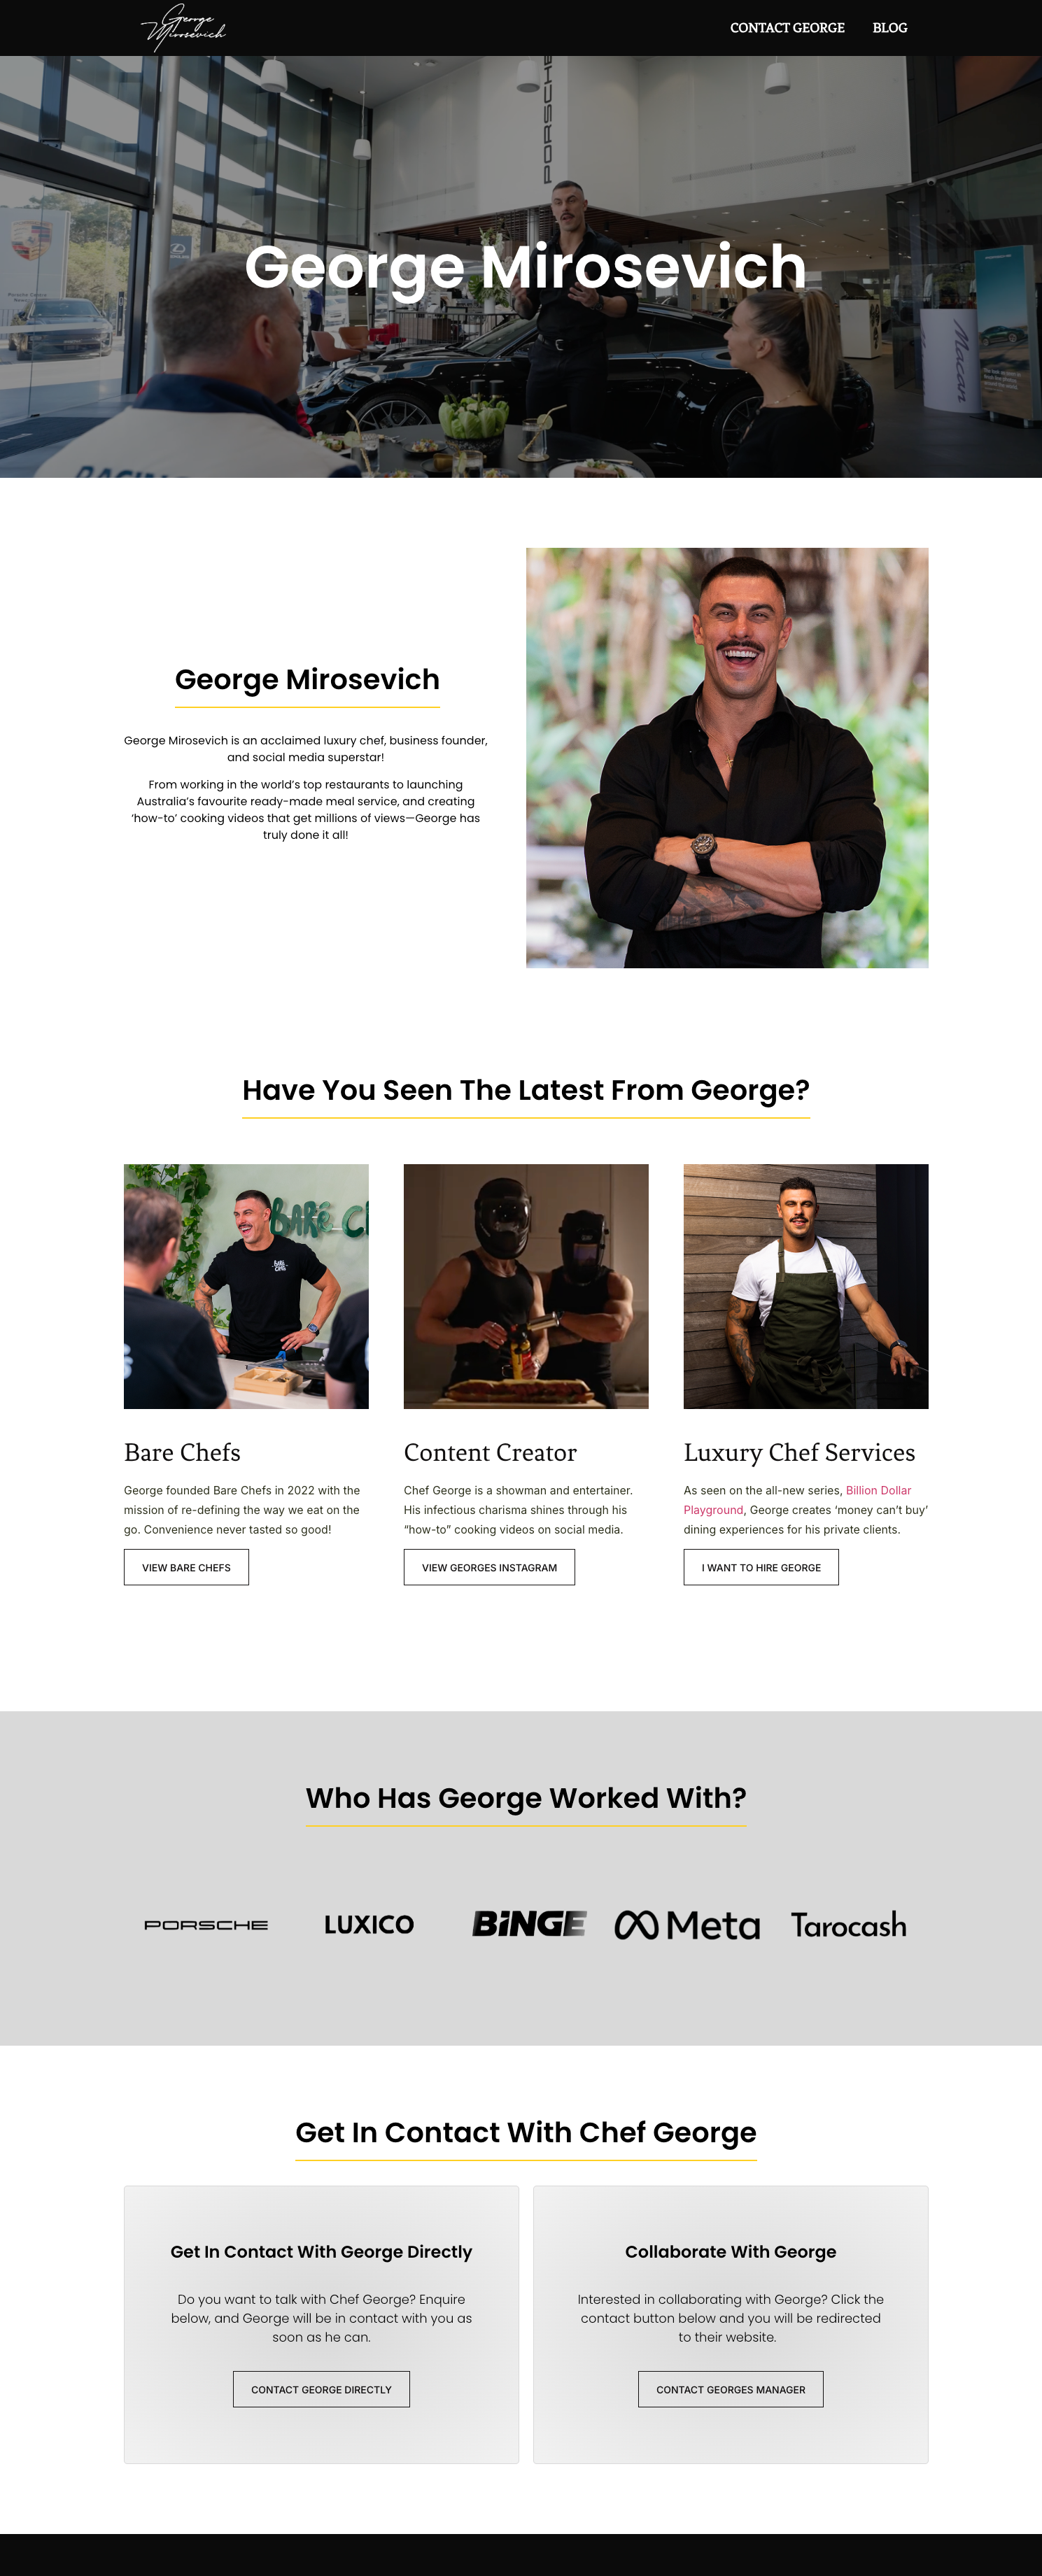 George
Mirosevich
CONTACT GEORGE
BLOG
PORSCHE
George Mirosevich
Macan
RACIN
George Mirosevich
George Mirosevich is an acclaimed luxury chef, business founder,
and social media superstar!
From working in the world’s top restaurants to launching
Australia’s favourite ready-made meal service, and creating
‘how-to’ cooking videos that get millions of views—George has
truly done it all!
Have You Seen The Latest From George?
BARE C
Bare Chefs
George founded Bare Chefs in 2022 with the
mission of re-defining the way we eat on the
go. Convenience never tasted so good!
VIEW BARE CHEFS
Content Creator
Chef George is a showman and entertainer.
His infectious charisma shines through his
“how-to” cooking videos on social media.
VIEW GEORGES INSTAGRAM
Luxury Chef Services
As seen on the all-new series, Billion Dollar
Playground, George creates ‘money can’t buy’
dining experiences for his private clients.
I WANT TO HIRE GEORGE
Who Has George Worked With?
PORSCHE
LUXICO
BINGE
Meta
Tarocash
Get In Contact With Chef George
Get In Contact With George Directly
Do you want to talk with Chef George? Enquire
below, and George will be in contact with you as
soon as he can.
CONTACT GEORGE DIRECTLY
Collaborate With George
Interested in collaborating with George? Click the
contact button below and you will be redirected
to their website.
CONTACT GEORGES MANAGER